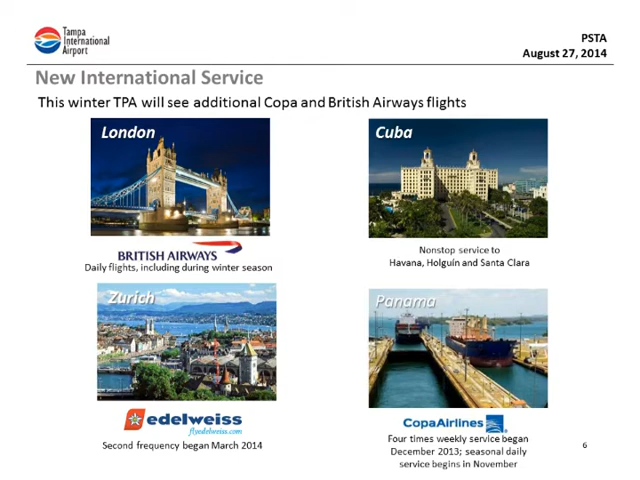 Tampa
International
Airport
PSTA
August 27, 2014
New International Service
This winter TPA will see additional Copa and British Airways flights
London
Cuba
BRITISH AIRWAYS
Daily flights, including during winter season
Nonstop service to
Havana, Holguín and Santa Clara
Zurich
Panama
edelweiss
flyedelweiss.com
Second frequency began March 2014
CopaAirlines
Four times weekly service began
December 2013; seasonal daily
service begins in November
6